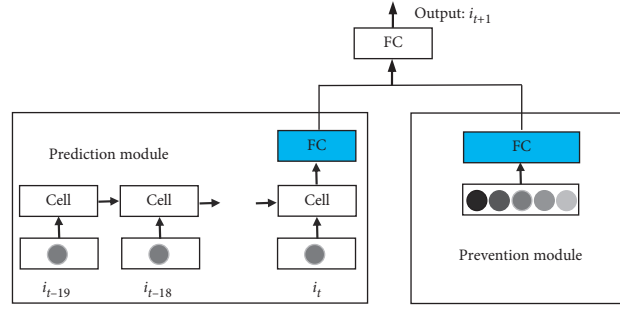 Output: i_{t+1}
FC
FC
FC
Prediction module
Cell
Cell
Cell
Prevention module
i_{t–19}
i_{t–18}
i_t